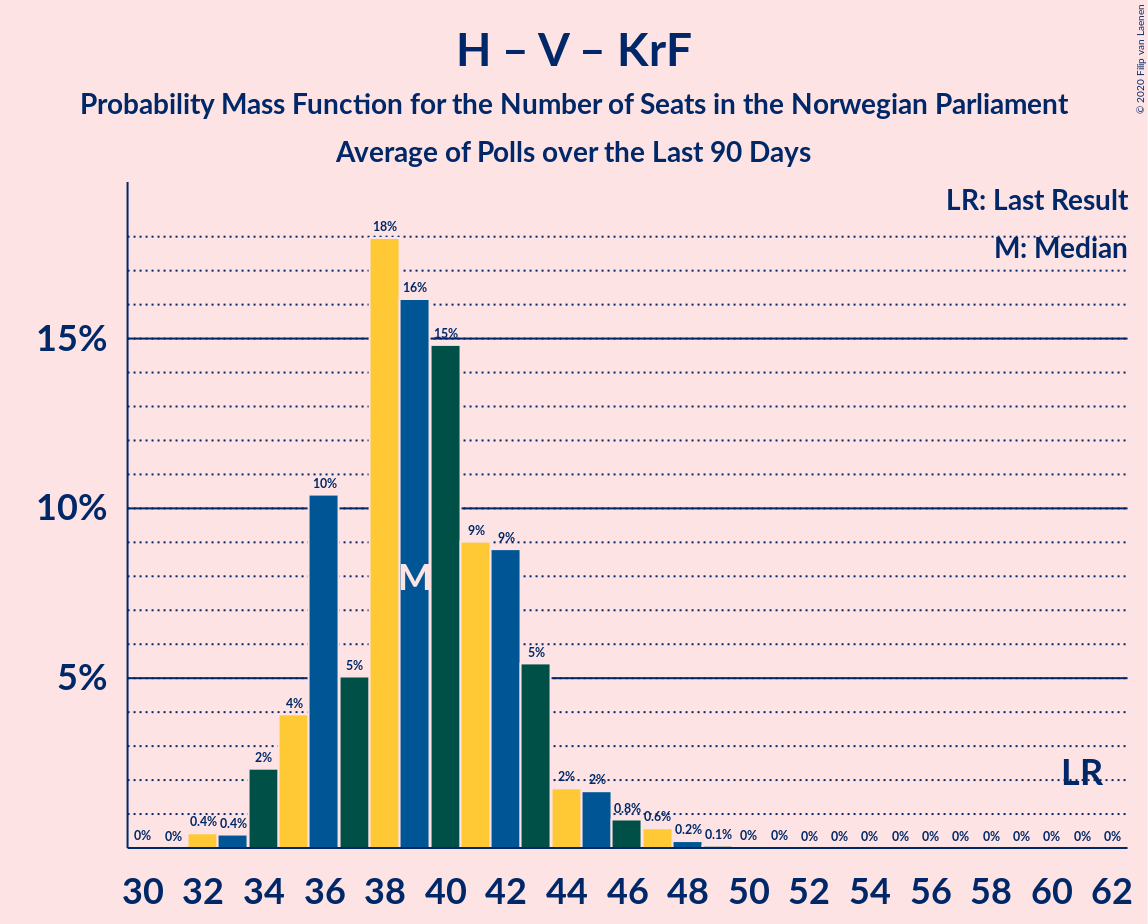 H – V – KrF
Probability Mass Function for the Number of Seats in the Norwegian Parliament
Average of Polls over the Last 90 Days
© 2020 Filip van Laenen
LR: Last Result
M: Median
15%
10%
5%
0% 0% 0.4% 0.4% 2% 4% 10% 5% 18% 16% 15% 9% 9% 5% 2% 2% 0.8% 0.6% 0.2% 0.1% 0% 0% 0% 0% 0% 0% 0% 0% 0% 0% 0% 0% 0%
M
LR
30 32 34 36 38 40 42 44 46 48 50 52 54 56 58 60 62